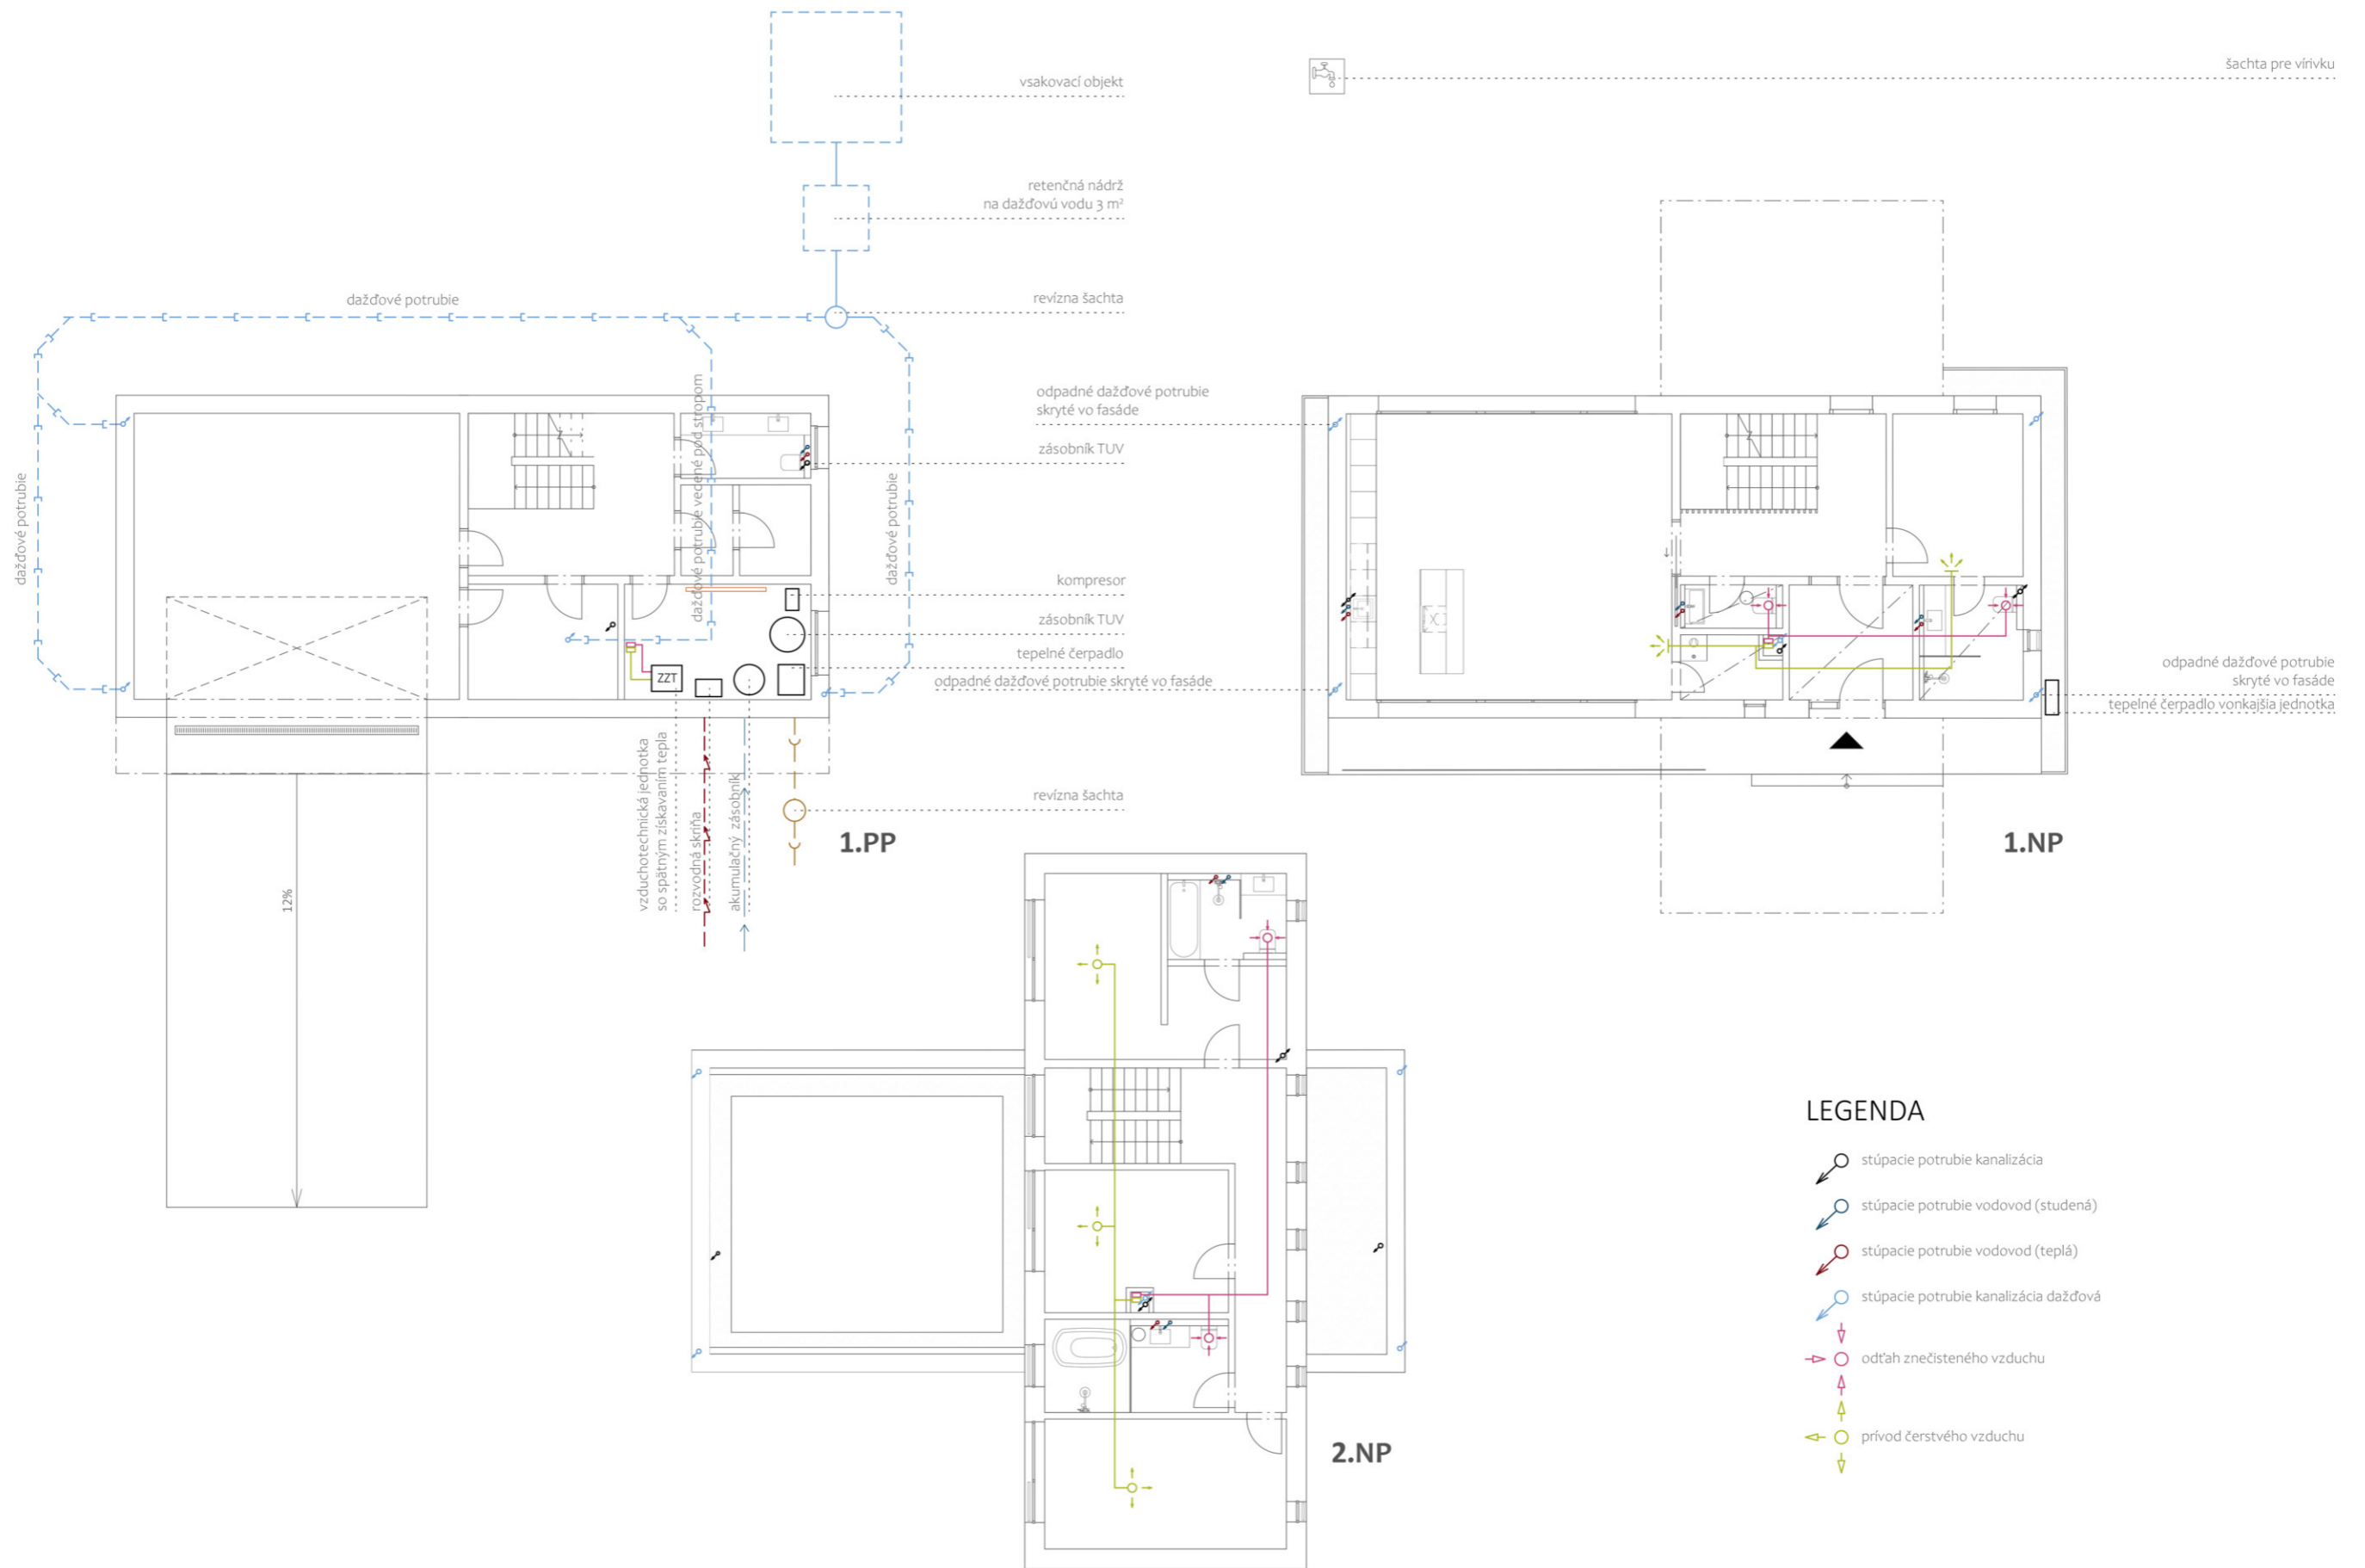 šachta pre vírivku
vsakovací objekt
retenčná nádrž
na dažďovú vodu 3 m²
revízna šachta
dažďové potrubie
dažďové potrubie
dažďové potrubie vedené pod stropom
dažďové potrubie
odpadné dažďové potrubie
skryté vo fasáde
zásobník TUV
kompresor
zásobník TUV
tepelné čerpadlo
odpadné dažďové potrubie skryté vo fasáde
ZZT
odpadné dažďové potrubie
skryté vo fasáde
tepelné čerpadlo vonkajšia jednotka
vzduchotechnická jednotka
so spätným získavaním tepla
rozvodná skriňa
akumulačný zásobník
revízna šachta
1.PP
1.NP
12%
2.NP
LEGENDA
stúpacie potrubie kanalizácia
stúpacie potrubie vodovod (studená)
stúpacie potrubie vodovod (teplá)
stúpacie potrubie kanalizácia dažďová
odťah znečisteného vzduchu
prívod čerstvého vzduchu